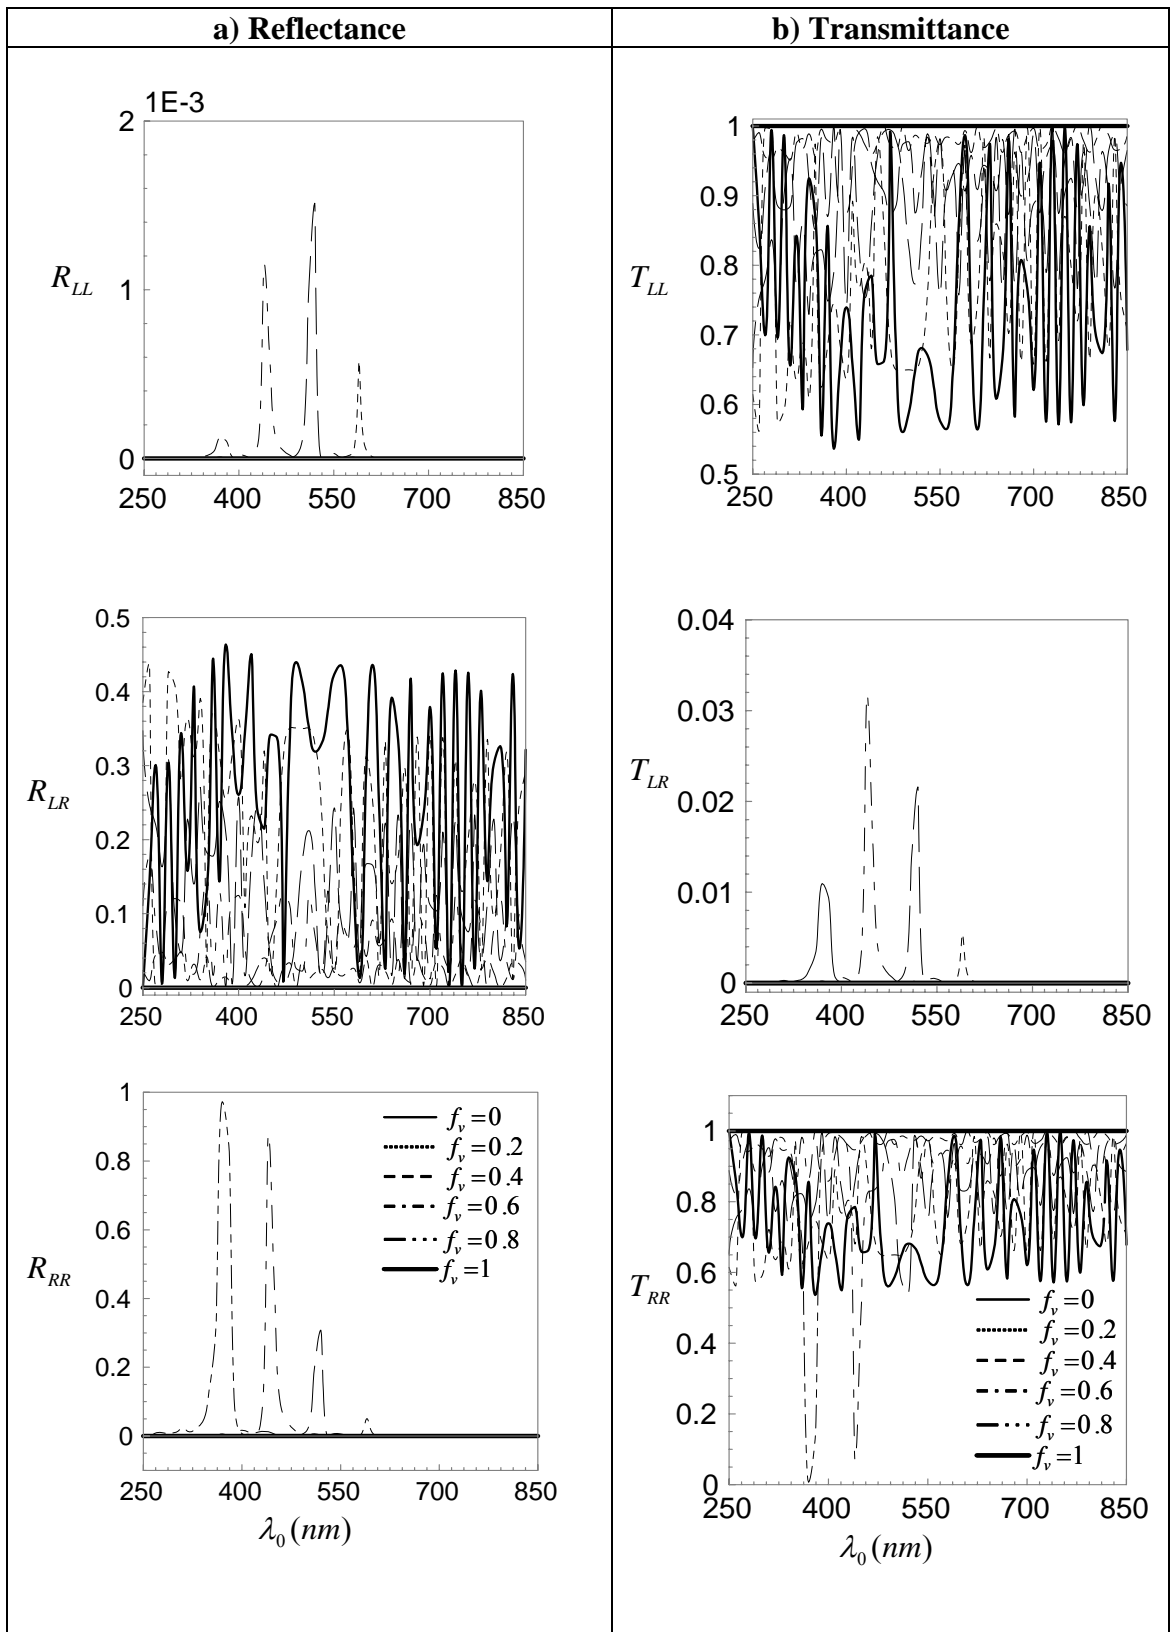 a) Reflectance
b) Transmittance
1E-3
2
1
0
R_LL
250 400 550 700 850
1
0.9
0.8
0.7
0.6
0.5
T_LL
250 400 550 700 850
0.5
0.4
0.3
0.2
0.1
0
R_LR
250 400 550 700 850
0.04
0.03
0.02
0.01
0
T_LR
250 400 550 700 850
1
0.8
0.6
0.4
0.2
0
R_RR
f_v=0
f_v=0.2
f_v=0.4
f_v=0.6
f_v=0.8
f_v=1
250 400 550 700 850
λ_0 (nm)
1
0.8
0.6
0.4
0.2
0
T_RR
f_v=0
f_v=0.2
f_v=0.4
f_v=0.6
f_v=0.8
f_v=1
250 400 550 700 850
λ_0 (nm)